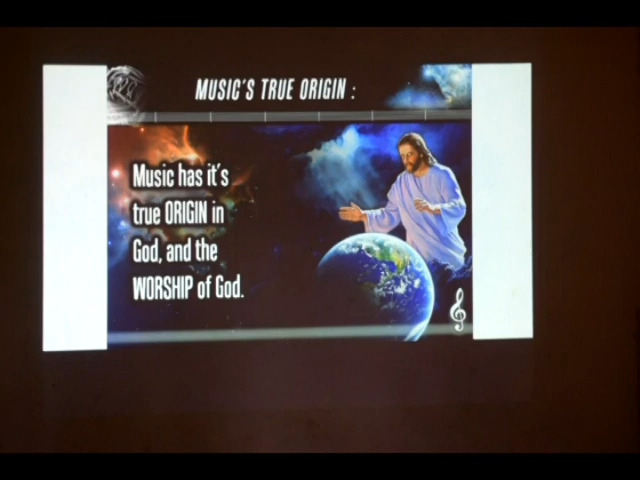 MUSIC'S TRUE ORIGIN :
Music has it's
true ORIGIN in
God, and the
WORSHIP of God.